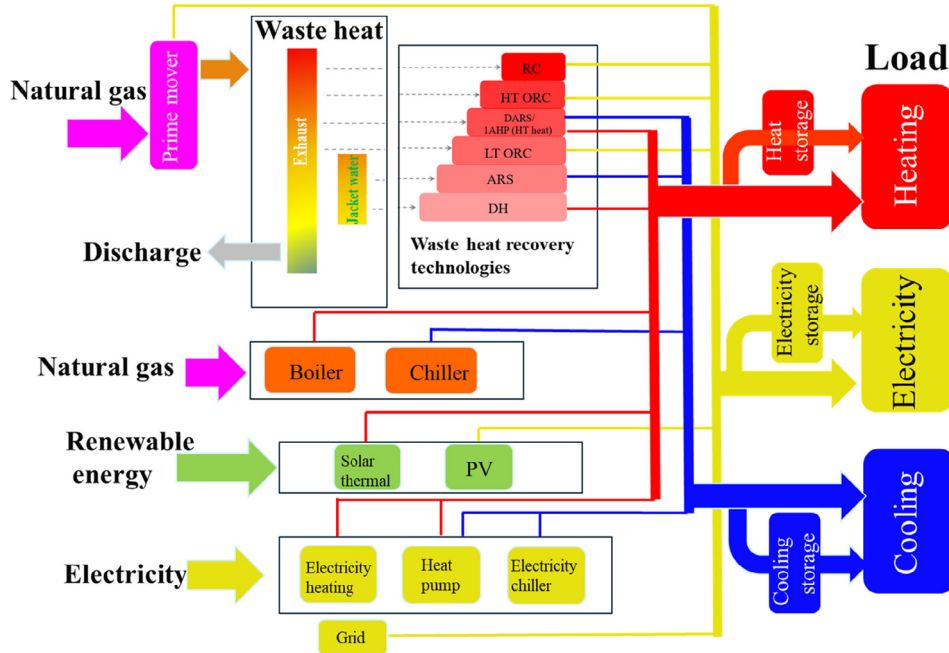 Waste heat
Load
Natural gas
Prime mover
Exhaust
Jacket water
RC
HT ORC
DARS/
1AHP (HT heat)
LT ORC
ARS
DH
Waste heat recovery
technologies
Discharge
Heat
storage
Heating
Natural gas
Boiler
Chiller
Electricity
storage
Electricity
Renewable
energy
Solar
thermal
PV
Electricity
Electricity
heating
Heat
pump
Electricity
chiller
Cooling
storage
Cooling
Grid